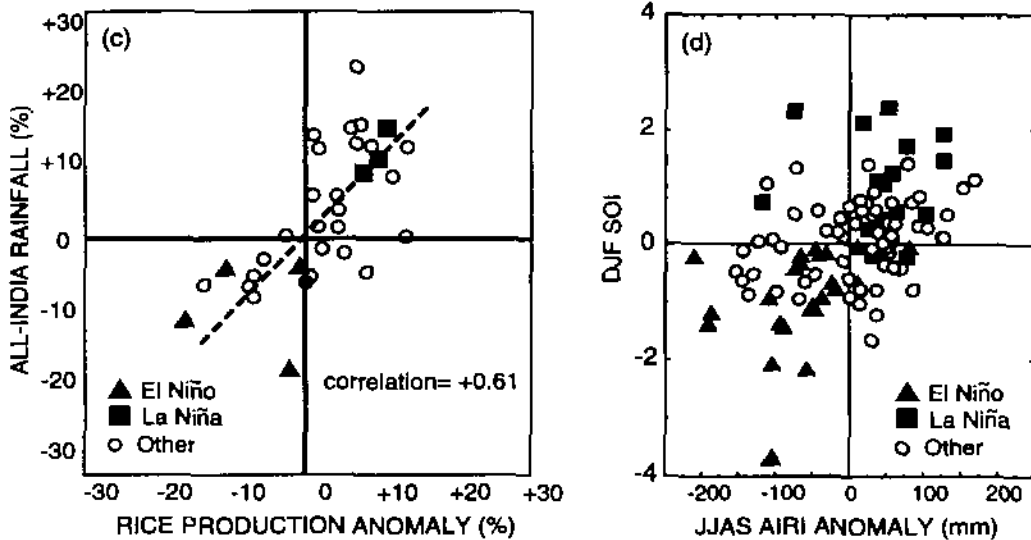 (c)
ALL-INDIA RAINFALL (%)
+30
+20
+10
0
-10
-20
-30
▲ El Niño
■ La Niña
○ Other
correlation= +0.61
-30 -20 -10 0 +10 +20 +30
RICE PRODUCTION ANOMALY (%)
(d)
DJF SOI
4
2
0
-2
-4
▲ El Niño
■ La Niña
○ Other
-200 -100 0 100 200
JJAS AIRI ANOMALY (mm)